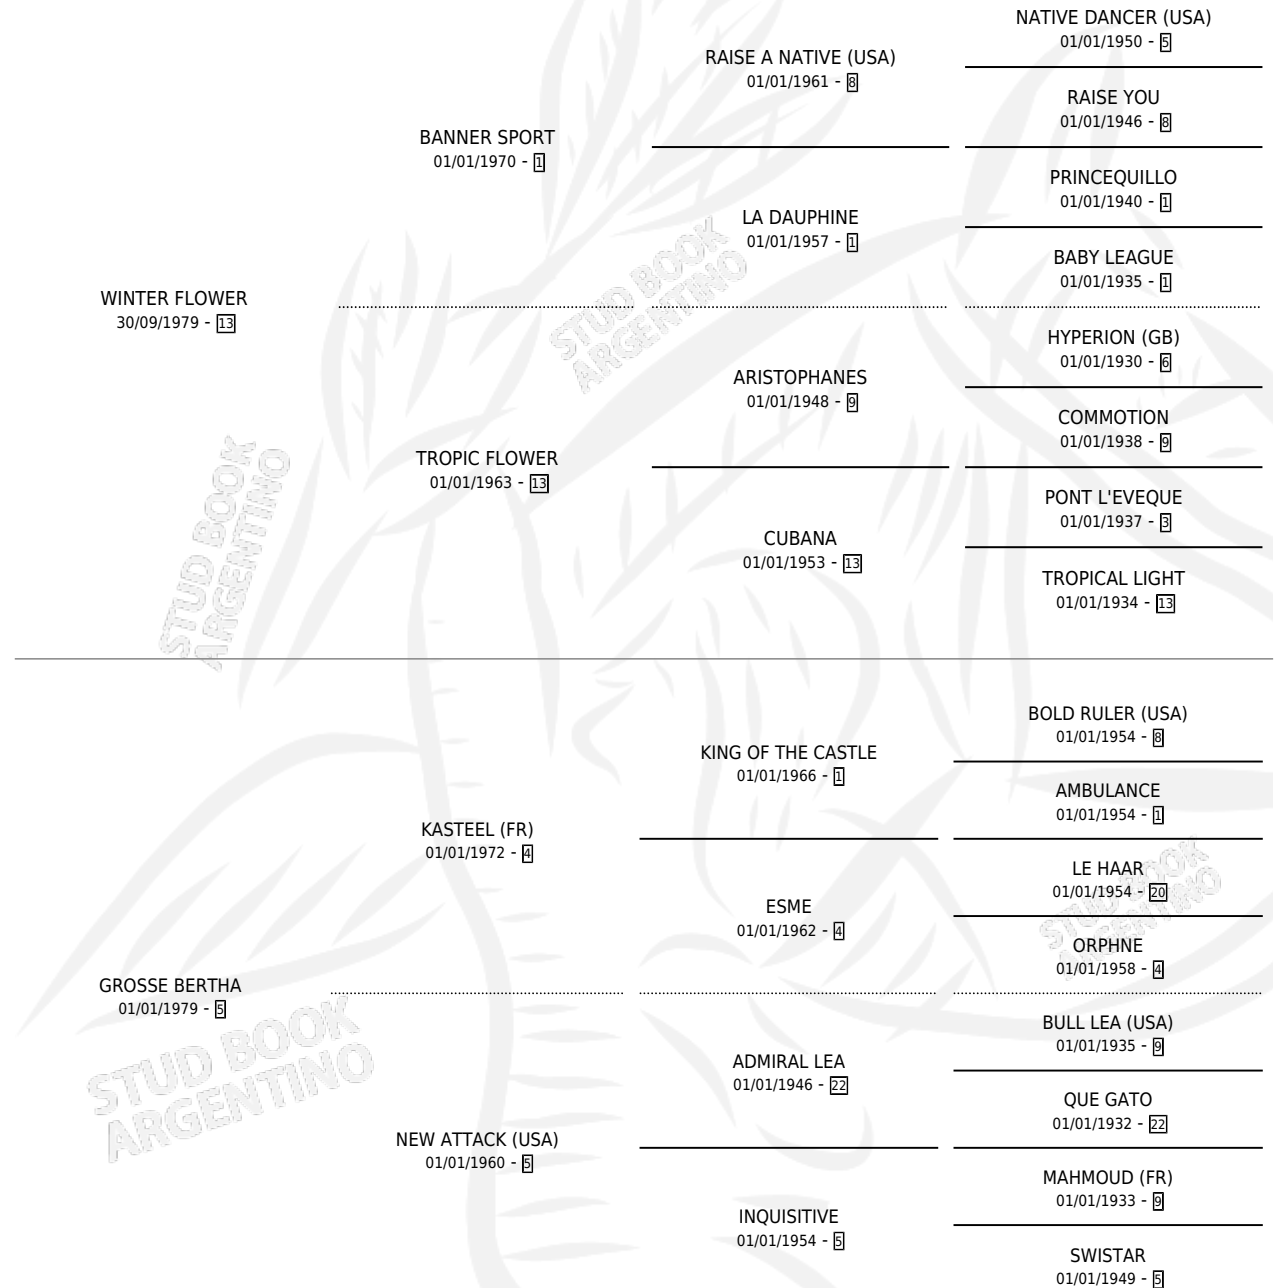 NATIVE DANCER (USA)
01/01/1950 - 5
RAISE A NATIVE (USA)
01/01/1961 - 8
RAISE YOU
01/01/1946 - 8
BANNER SPORT
01/01/1970 - 1
PRINCEQUILLO
01/01/1940 - 1
LA DAUPHINE
01/01/1957 - 1
BABY LEAGUE
01/01/1935 - 1
WINTER FLOWER
30/09/1979 - 13
HYPERION (GB)
01/01/1930 - 6
ARISTOPHANES
01/01/1948 - 9
COMMOTION
01/01/1938 - 9
TROPIC FLOWER
01/01/1963 - 13
PONT L'EVEQUE
01/01/1937 - 3
CUBANA
01/01/1953 - 13
TROPICAL LIGHT
01/01/1934 - 13
BOLD RULER (USA)
01/01/1954 - 8
KING OF THE CASTLE
01/01/1966 - 1
AMBULANCE
01/01/1954 - 1
KASTEEL (FR)
01/01/1972 - 4
LE HAAR
01/01/1954 - 20
ESME
01/01/1962 - 4
ORPHNE
01/01/1958 - 4
GROSSE BERTHA
01/01/1979 - 5
BULL LEA (USA)
01/01/1935 - 9
ADMIRAL LEA
01/01/1946 - 22
QUE GATO
01/01/1932 - 22
NEW ATTACK (USA)
01/01/1960 - 5
MAHMOUD (FR)
01/01/1933 - 9
INQUISITIVE
01/01/1954 - 5
SWISTAR
01/01/1949 - 5
STUD BOOK
ARGENTINO
STUD BOOK
ARGENTINO
STUD BOOK
ARGENTINO
STUD BOOK
ARGENTINO